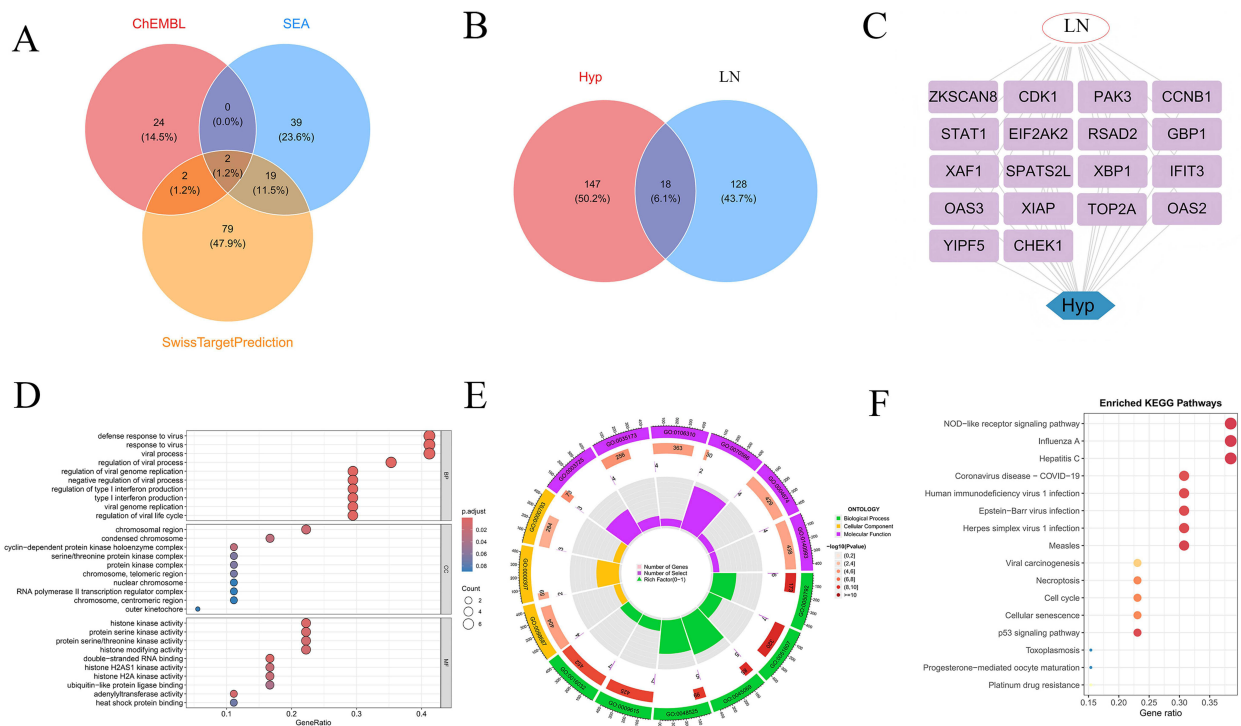 A
ChEMBL
SEA
24
(14.5%)
0
(0.0%)
39
(23.6%)
2
(1.2%)
2
(1.2%)
19
(11.5%)
79
(47.9%)
SwissTargetPrediction
B
Hyp
LN
147
(50.2%)
18
(6.1%)
128
(43.7%)
C
LN
ZKSCAN8 CDK1 PAK3 CCNB1
STAT1 EIF2AK2 RSAD2 GBP1
XAF1 SPATS2L XBP1 IFIT3
OAS3 XIAP TOP2A OAS2
YIPF5 CHEK1
Hyp
D
defense response to virus
response to virus
viral process
regulation of viral process
regulation of viral genome replication
negative regulation of viral process
regulation of type I interferon production
type I interferon production
viral genome replication
regulation of viral life cycle
BP
chromosomal region
condensed chromosome
cyclin-dependent protein kinase holoenzyme complex
serine/threonine protein kinase complex
protein kinase complex
chromosome, telomeric region
nuclear chromosome
RNA polymerase II transcription regulator complex
chromosome, centromeric region
outer kinetochore
CC
histone kinase activity
protein serine kinase activity
protein serine/threonine kinase activity
histone modifying activity
double-stranded RNA binding
histone H2AS1 kinase activity
histone H2A kinase activity
ubiquitin-like protein ligase binding
adenylyltransferase activity
heat shock protein binding
MF
0.1 0.2 0.3 0.4
GeneRatio
p.adjust
0.02
0.04
0.06
0.08
Count
2
4
6
E
GO:0035173
GO:0106310
ONTOLOGY
Biological Process
Cellular Component
Molecular Function
-log10(Pvalue)
(0,2]
(2,4]
(4,6]
(6,8]
(8,10]
>=10
Number of Genes
Number of Select
Rich Factor(0-1)
256
363
F
Enriched KEGG Pathways
NOD-like receptor signaling pathway
Influenza A
Hepatitis C
Coronavirus disease - COVID-19
Human immunodeficiency virus 1 infection
Epstein-Barr virus infection
Herpes simplex virus 1 infection
Measles
Viral carcinogenesis
Necroptosis
Cell cycle
Cellular senescence
p53 signaling pathway
Toxoplasmosis
Progesterone-mediated oocyte maturation
Platinum drug resistance
0.15 0.20 0.25 0.30 0.35
Gene ratio